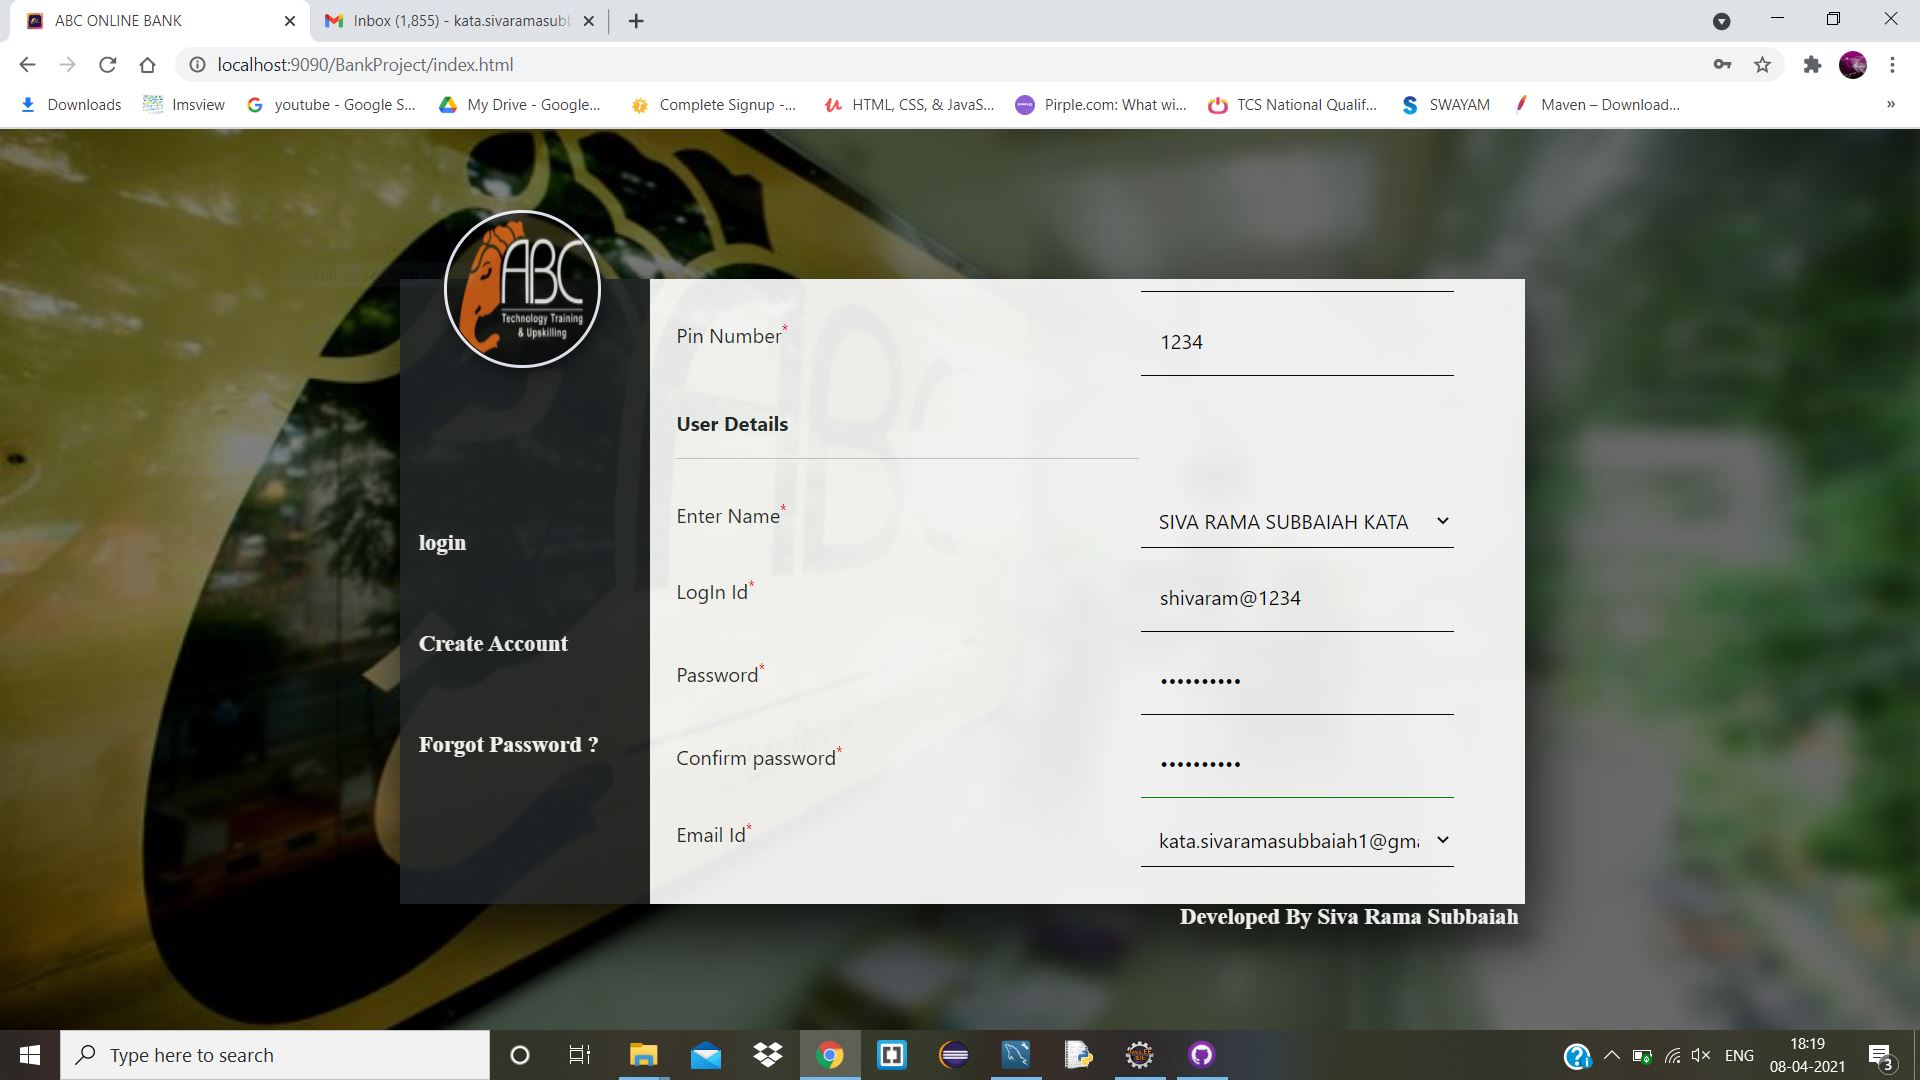 ABC ONLINE BANK
Inbox (1,855) - kata.sivaramasubb
localhost:9090/BankProject/index.html
Downloads
Imsview
youtube - Google S...
My Drive - Google...
Complete Signup -...
HTML, CSS, & JavaS...
Pirple.com: What wi...
TCS National Qualif...
SWAYAM
Maven – Download...
»
ABC
Technology Training
& Upskilling
Pin Number*
1234
User Details
Enter Name*
SIVA RAMA SUBBAIAH KATA
login
LogIn Id*
shivaram@1234
Create Account
Password*
••••••••••
Forgot Password ?
Confirm password*
••••••••••
Email Id*
kata.sivaramasubbaiah1@gma
Developed By Siva Rama Subbaiah
Type here to search
ENG
18:19
08-04-2021
3